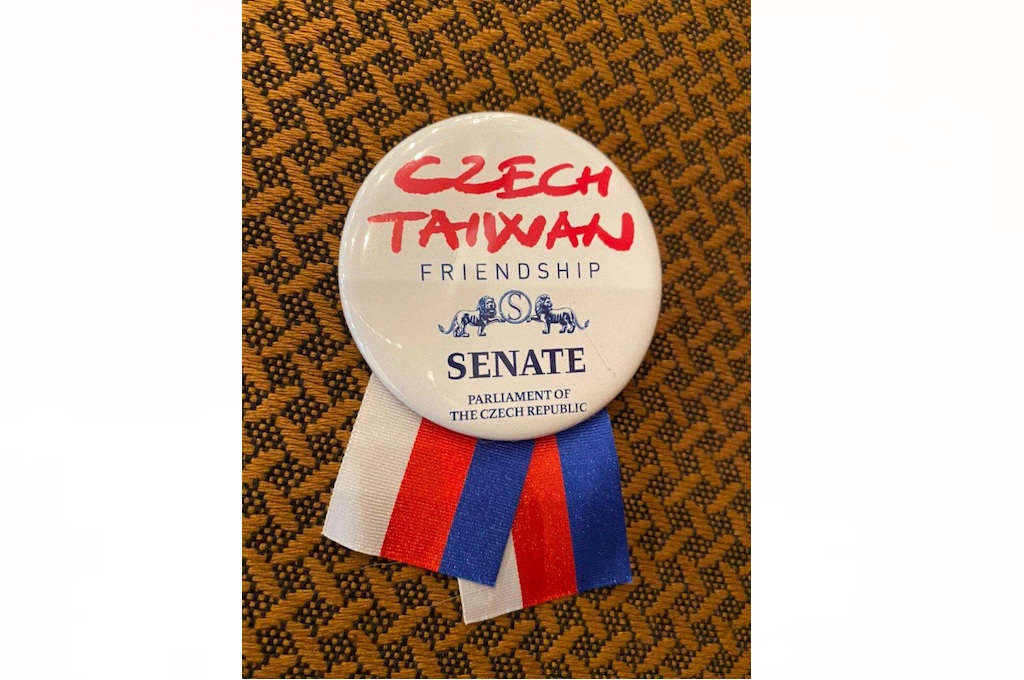 CZECH
TAIWAN
FRIENDSHIP
S
SENATE
PARLIAMENT OF
THE CZECH REPUBLIC